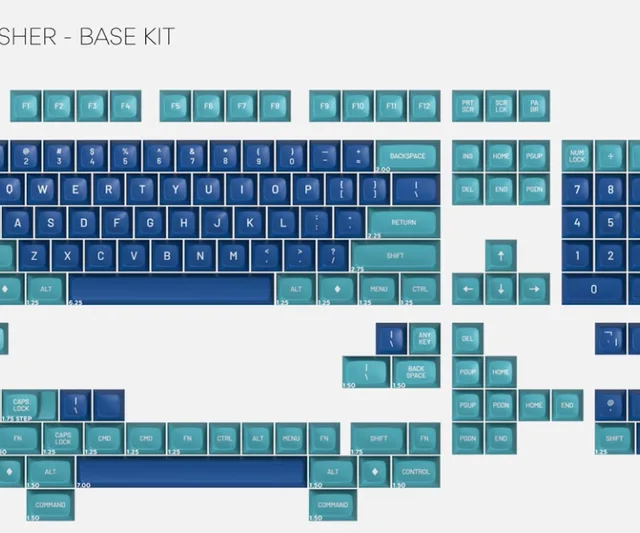 SHER - BASE KIT
F1 F2 F3 F4 F5 F6 F7 F8 F9 F10 F11 F12 PRT SCR SCR LCK PA BR
@ 2 # 3 $ 4 % 5 ^ 6 & 7 * 8 ( 9 ) 0 — - + = BACKSPACE 2.00 INS HOME PGUP NUM LOCK ÷
Q W E R T Y U I O P { [ } ] | \ DEL END PGDN 7 8
A S D F G H J K L : ; " ' RETURN 2.25 4 5
Z X C V B N M < , > . ? / SHIFT 2.75 ↑ 1 2
ALT 1.25 6.25 ALT 1.25 1.25 MENU 1.25 CTRL 1.25 ← ↓ → 0
| \ ANY KEY DEL
| \ 1.50 BACK SPACE 1.50 PGUP HOME
CAPS LOCK 1.75 STEP | \ PGUP PGDN HOME END @
FN CAPS LOCK 1.25 CMD 1.25 CMD 1.25 FN 1.25 CTRL ALT MENU FN SHIFT 1.75 FN PGDN END SHIFT 1.25
ALT 1.50 7.00 ALT 1.50 CONTROL 1.50
COMMAND 1.50 COMMAND 1.50